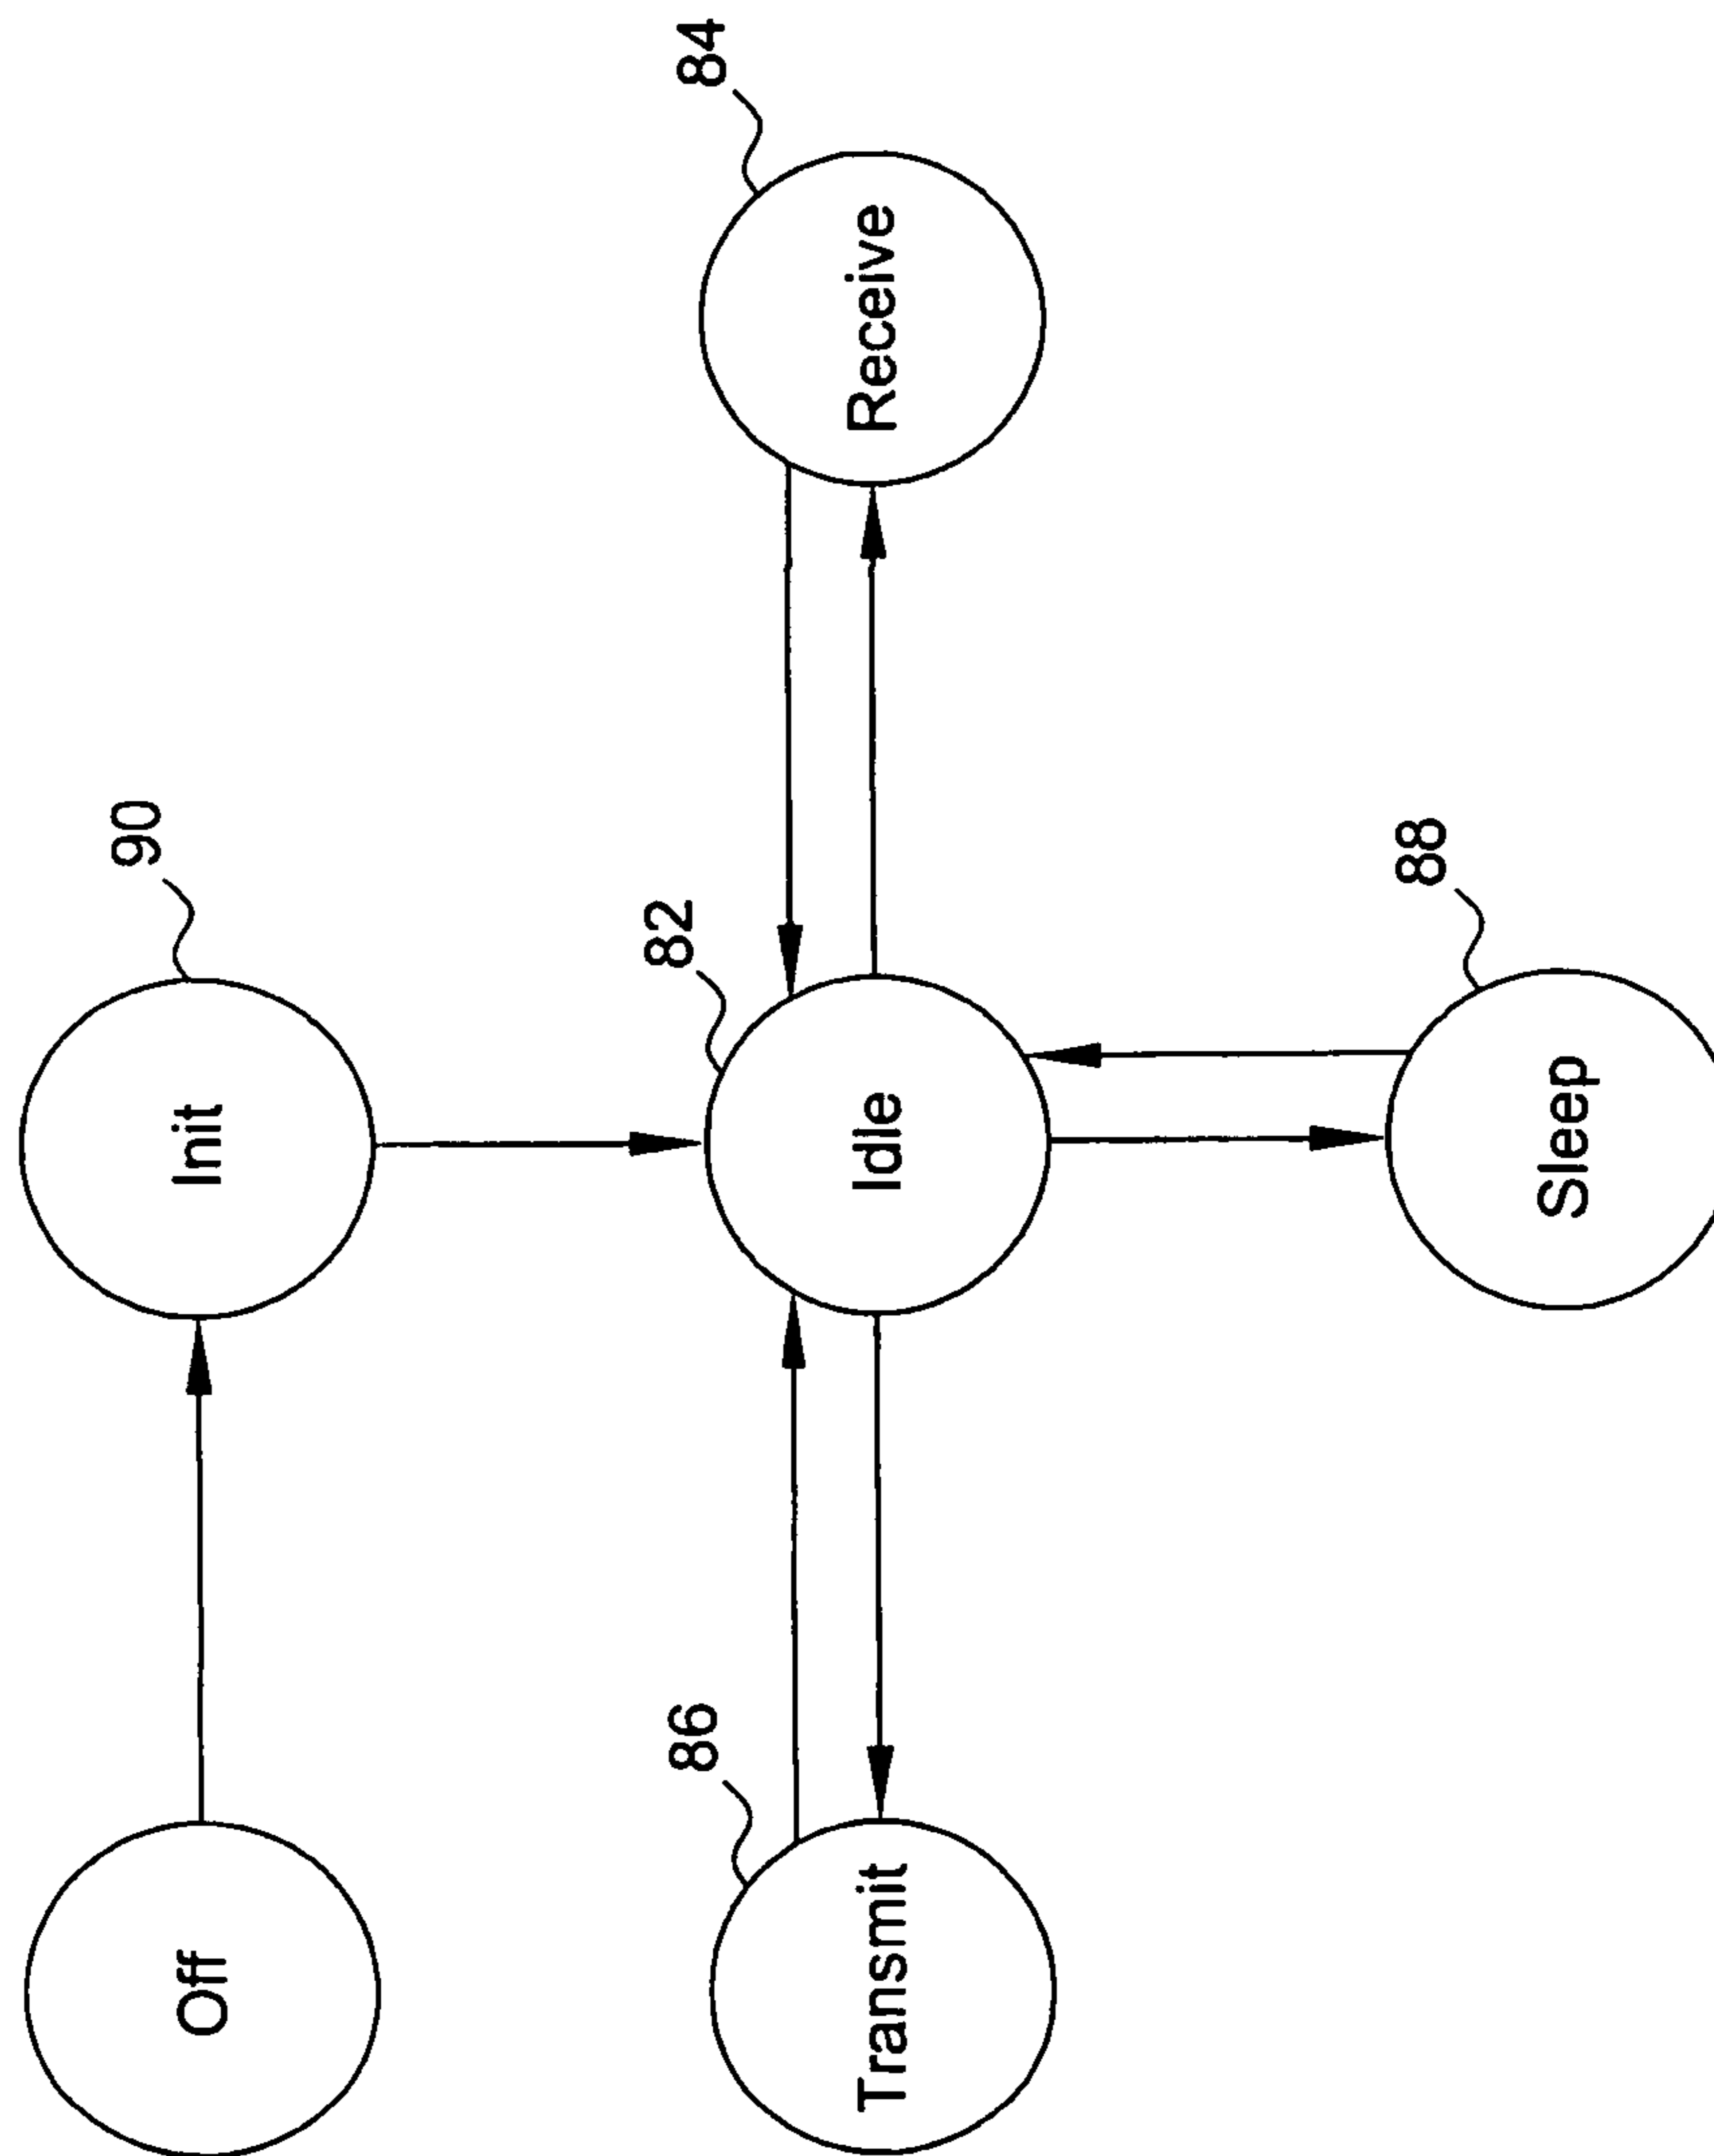 Off
Init
90
Transmit
86
Idle
82
Receive
84
Sleep
88